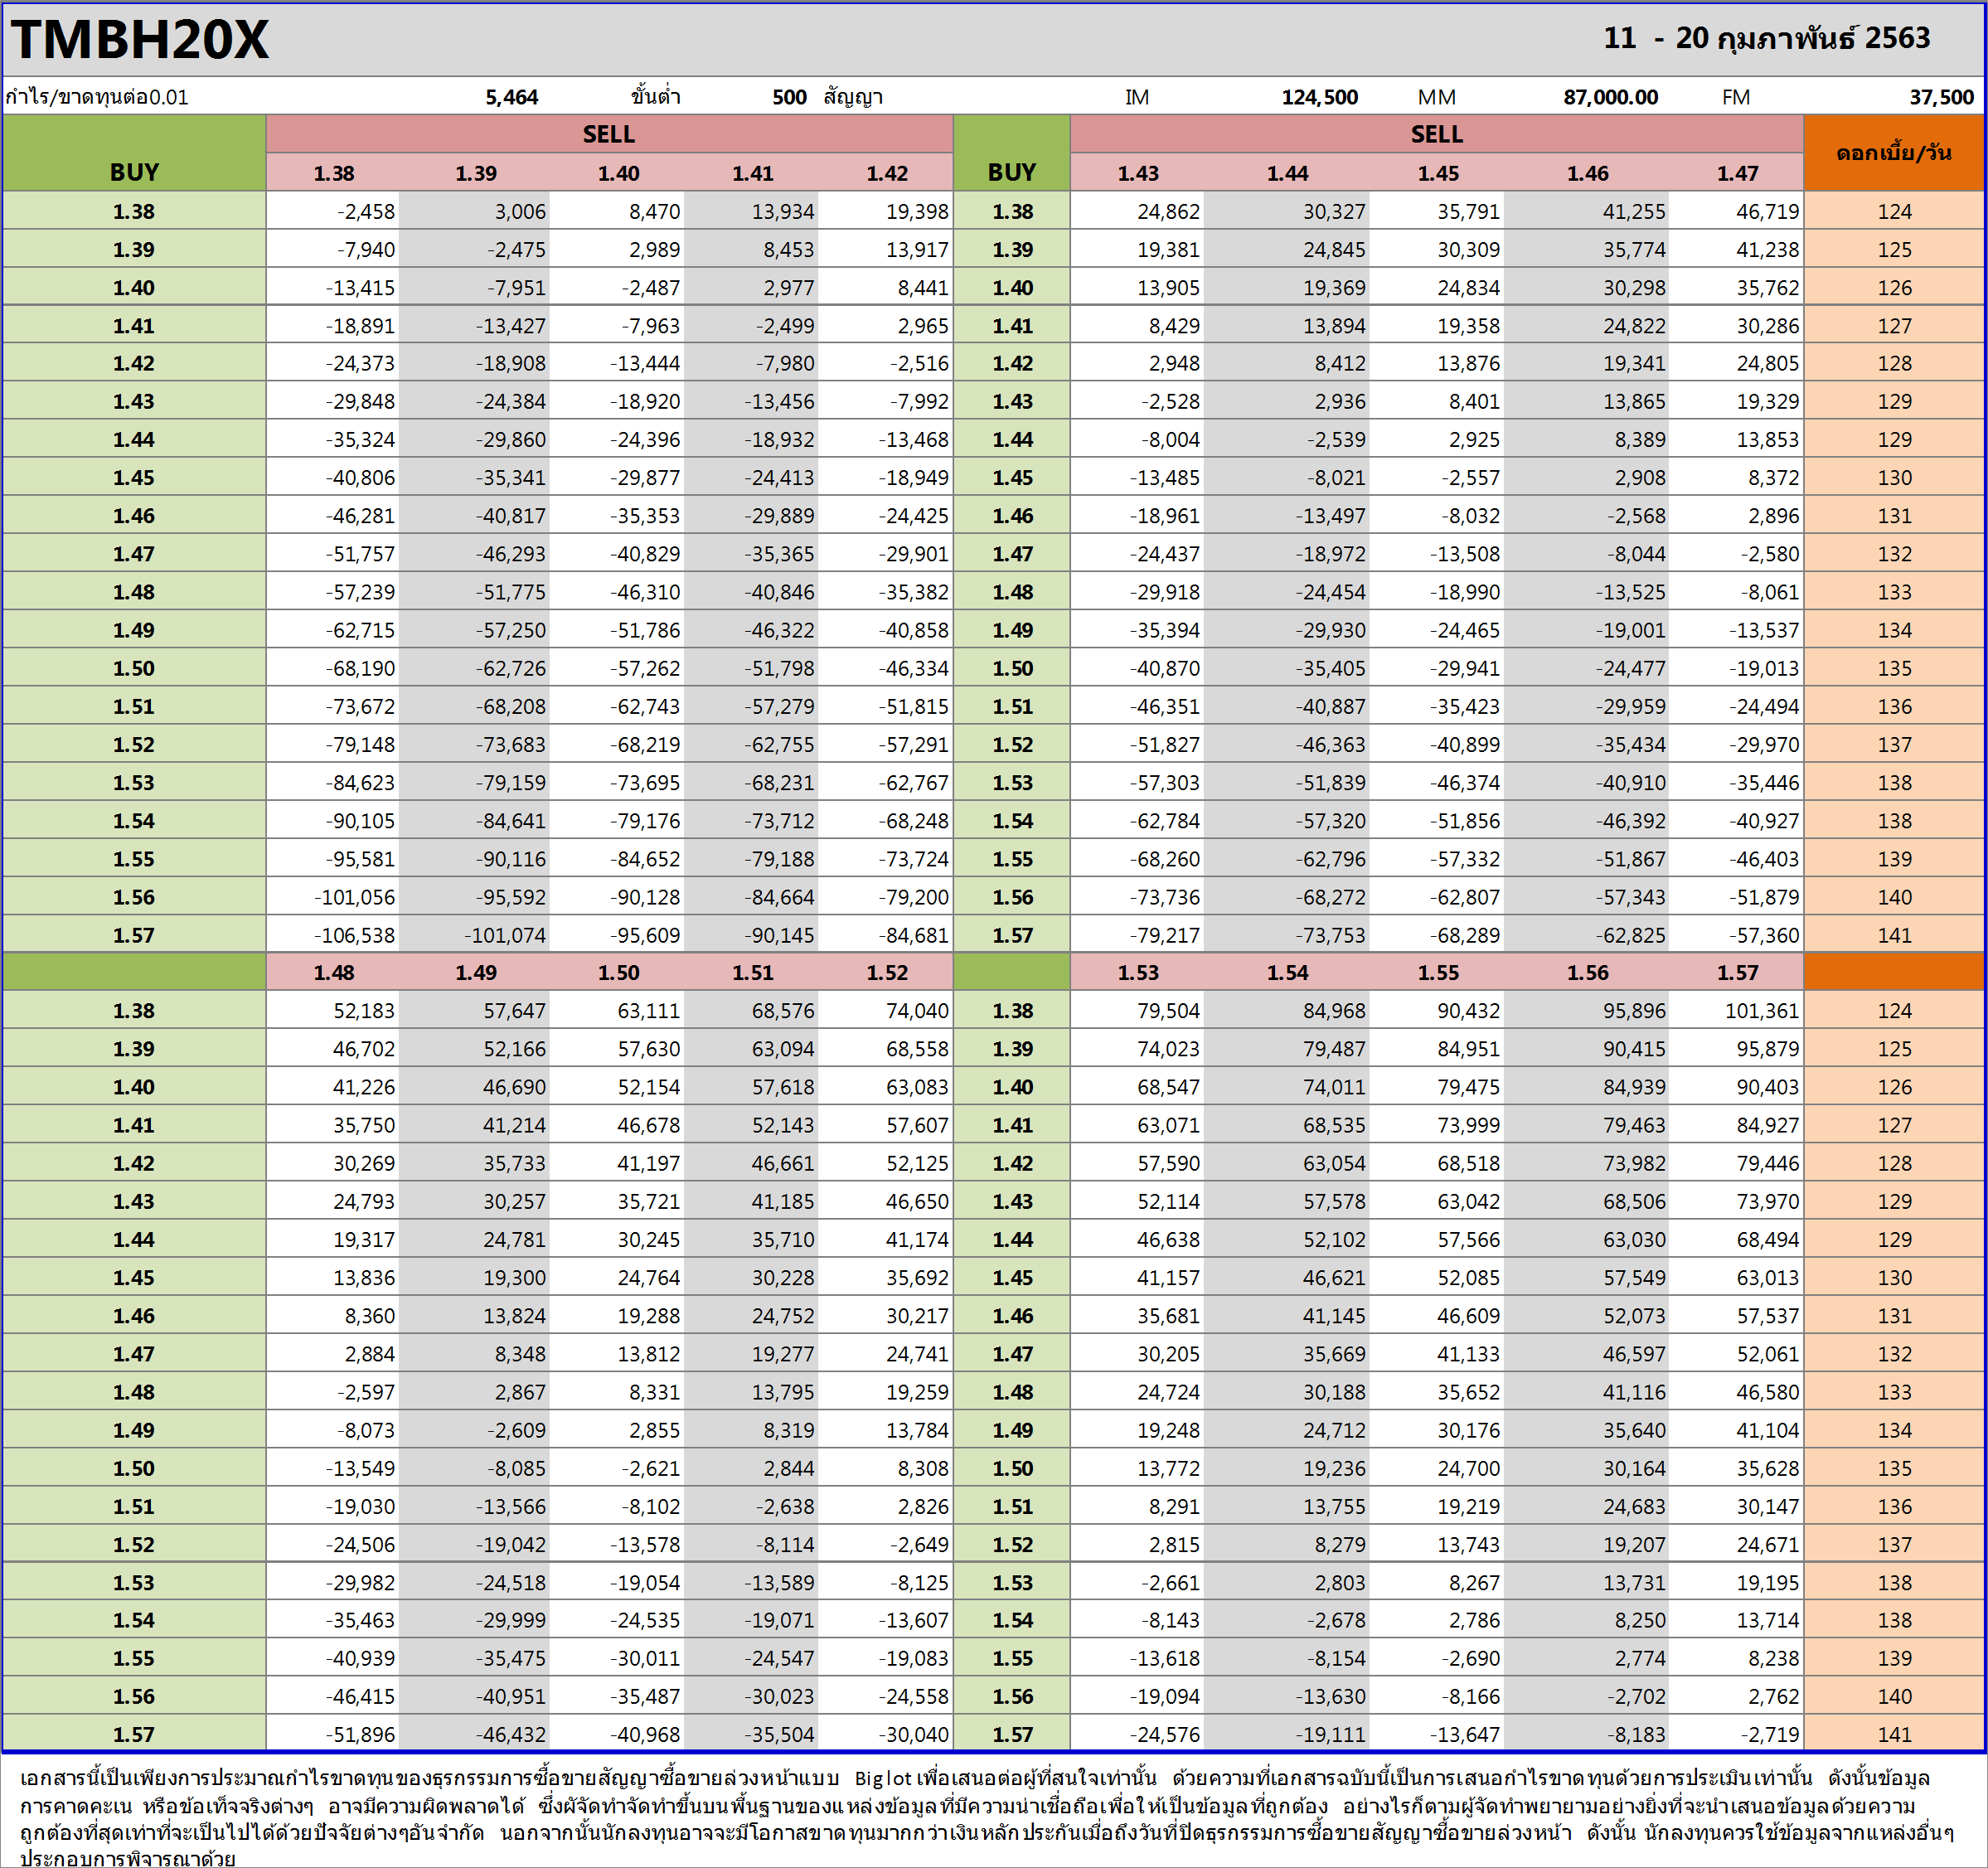 TMBH20X 11 - 20 กุมภาพันธ์ 2563
กำไร/ขาดทุนต่อ0.01 5,464 ขั้นต่ำ 500 สัญญา IM 124,500 MM 87,000.00 FM 37,500
BUY SELL BUY SELL ดอกเบี้ย/วัน
1.38 1.39 1.40 1.41 1.42 1.43 1.44 1.45 1.46 1.47
1.38 -2,458 3,006 8,470 13,934 19,398 1.38 24,862 30,327 35,791 41,255 46,719 124
1.39 -7,940 -2,475 2,989 8,453 13,917 1.39 19,381 24,845 30,309 35,774 41,238 125
1.40 -13,415 -7,951 -2,487 2,977 8,441 1.40 13,905 19,369 24,834 30,298 35,762 126
1.41 -18,891 -13,427 -7,963 -2,499 2,965 1.41 8,429 13,894 19,358 24,822 30,286 127
1.42 -24,373 -18,908 -13,444 -7,980 -2,516 1.42 2,948 8,412 13,876 19,341 24,805 128
1.43 -29,848 -24,384 -18,920 -13,456 -7,992 1.43 -2,528 2,936 8,401 13,865 19,329 129
1.44 -35,324 -29,860 -24,396 -18,932 -13,468 1.44 -8,004 -2,539 2,925 8,389 13,853 129
1.45 -40,806 -35,341 -29,877 -24,413 -18,949 1.45 -13,485 -8,021 -2,557 2,908 8,372 130
1.46 -46,281 -40,817 -35,353 -29,889 -24,425 1.46 -18,961 -13,497 -8,032 -2,568 2,896 131
1.47 -51,757 -46,293 -40,829 -35,365 -29,901 1.47 -24,437 -18,972 -13,508 -8,044 -2,580 132
1.48 -57,239 -51,775 -46,310 -40,846 -35,382 1.48 -29,918 -24,454 -18,990 -13,525 -8,061 133
1.49 -62,715 -57,250 -51,786 -46,322 -40,858 1.49 -35,394 -29,930 -24,465 -19,001 -13,537 134
1.50 -68,190 -62,726 -57,262 -51,798 -46,334 1.50 -40,870 -35,405 -29,941 -24,477 -19,013 135
1.51 -73,672 -68,208 -62,743 -57,279 -51,815 1.51 -46,351 -40,887 -35,423 -29,959 -24,494 136
1.52 -79,148 -73,683 -68,219 -62,755 -57,291 1.52 -51,827 -46,363 -40,899 -35,434 -29,970 137
1.53 -84,623 -79,159 -73,695 -68,231 -62,767 1.53 -57,303 -51,839 -46,374 -40,910 -35,446 138
1.54 -90,105 -84,641 -79,176 -73,712 -68,248 1.54 -62,784 -57,320 -51,856 -46,392 -40,927 138
1.55 -95,581 -90,116 -84,652 -79,188 -73,724 1.55 -68,260 -62,796 -57,332 -51,867 -46,403 139
1.56 -101,056 -95,592 -90,128 -84,664 -79,200 1.56 -73,736 -68,272 -62,807 -57,343 -51,879 140
1.57 -106,538 -101,074 -95,609 -90,145 -84,681 1.57 -79,217 -73,753 -68,289 -62,825 -57,360 141
1.48 1.49 1.50 1.51 1.52 1.53 1.54 1.55 1.56 1.57
1.38 52,183 57,647 63,111 68,576 74,040 1.38 79,504 84,968 90,432 95,896 101,361 124
1.39 46,702 52,166 57,630 63,094 68,558 1.39 74,023 79,487 84,951 90,415 95,879 125
1.40 41,226 46,690 52,154 57,618 63,083 1.40 68,547 74,011 79,475 84,939 90,403 126
1.41 35,750 41,214 46,678 52,143 57,607 1.41 63,071 68,535 73,999 79,463 84,927 127
1.42 30,269 35,733 41,197 46,661 52,125 1.42 57,590 63,054 68,518 73,982 79,446 128
1.43 24,793 30,257 35,721 41,185 46,650 1.43 52,114 57,578 63,042 68,506 73,970 129
1.44 19,317 24,781 30,245 35,710 41,174 1.44 46,638 52,102 57,566 63,030 68,494 129
1.45 13,836 19,300 24,764 30,228 35,692 1.45 41,157 46,621 52,085 57,549 63,013 130
1.46 8,360 13,824 19,288 24,752 30,217 1.46 35,681 41,145 46,609 52,073 57,537 131
1.47 2,884 8,348 13,812 19,277 24,741 1.47 30,205 35,669 41,133 46,597 52,061 132
1.48 -2,597 2,867 8,331 13,795 19,259 1.48 24,724 30,188 35,652 41,116 46,580 133
1.49 -8,073 -2,609 2,855 8,319 13,784 1.49 19,248 24,712 30,176 35,640 41,104 134
1.50 -13,549 -8,085 -2,621 2,844 8,308 1.50 13,772 19,236 24,700 30,164 35,628 135
1.51 -19,030 -13,566 -8,102 -2,638 2,826 1.51 8,291 13,755 19,219 24,683 30,147 136
1.52 -24,506 -19,042 -13,578 -8,114 -2,649 1.52 2,815 8,279 13,743 19,207 24,671 137
1.53 -29,982 -24,518 -19,054 -13,589 -8,125 1.53 -2,661 2,803 8,267 13,731 19,195 138
1.54 -35,463 -29,999 -24,535 -19,071 -13,607 1.54 -8,143 -2,678 2,786 8,250 13,714 138
1.55 -40,939 -35,475 -30,011 -24,547 -19,083 1.55 -13,618 -8,154 -2,690 2,774 8,238 139
1.56 -46,415 -40,951 -35,487 -30,023 -24,558 1.56 -19,094 -13,630 -8,166 -2,702 2,762 140
1.57 -51,896 -46,432 -40,968 -35,504 -30,040 1.57 -24,576 -19,111 -13,647 -8,183 -2,719 141
เอกสารนี้เป็นเพียงการประมาณกำไรขาดทุนของธุรกรรมการซื้อขายสัญญาซื้อขายล่วงหน้าแบบ Biglot เพื่อเสนอต่อผู้ที่สนใจเท่านั้น ด้วยความที่เอกสารฉบับนี้เป็นการเสนอกำไรขาดทุนด้วยการประเมินเท่านั้น ดังนั้นข้อมูล
การคาดคะเน หรือข้อเท็จจริงต่างๆ อาจมีความผิดพลาดได้ ซึ่งผัจัดทำจัดทำขึ้นบนพื้นฐานของแหล่งข้อมูลที่มีความน่าเชื่อถือเพื่อให้เป็นข้อมูลที่ถูกต้อง อย่างไรก็ตามผู้จัดทำพยายามอย่างยิ่งที่จะนำเสนอข้อมูลด้วยความ
ถูกต้องที่สุดเท่าที่จะเป็นไปได้ด้วยปัจจัยต่างๆอันจำกัด นอกจากนั้นนักลงทุนอาจจะมีโอกาสขาดทุนมากกว่าเงินหลักประกันเมื่อถึงวันที่ปิดธุรกรรมการซื้อขายสัญญาซื้อขายล่วงหน้า ดังนั้น นักลงทุนควรใช้ข้อมูลจากแหล่งอื่นๆ
ประกอบการพิจารณาด้วย